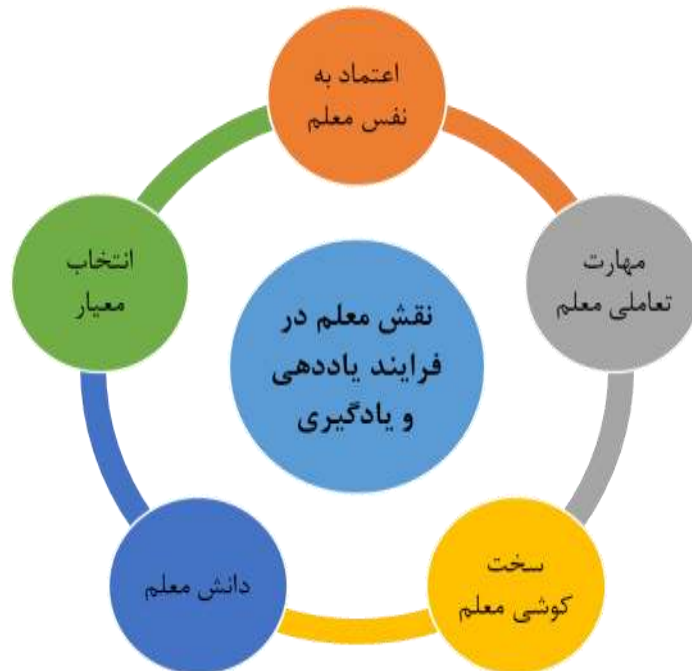 اعتماد به
نفس معلم
مهارت
تعاملی معلم
سخت
کوشی معلم
دانش معلم
انتخاب
معیار
نقش معلم در
فرایند یاددهی
و یادگیری